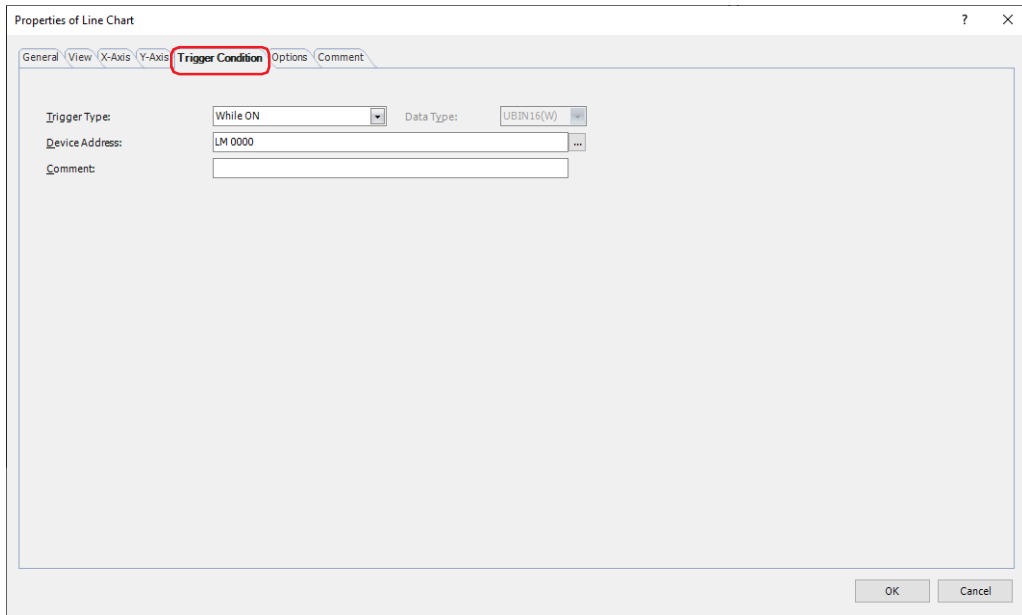 Properties of Line Chart ? ×
General View X-Axis Y-Axis Trigger Condition Options Comment
Trigger Type: While ON Data Type: UBIN16(W)
Device Address: LM 0000 ...
Comment:
OK Cancel